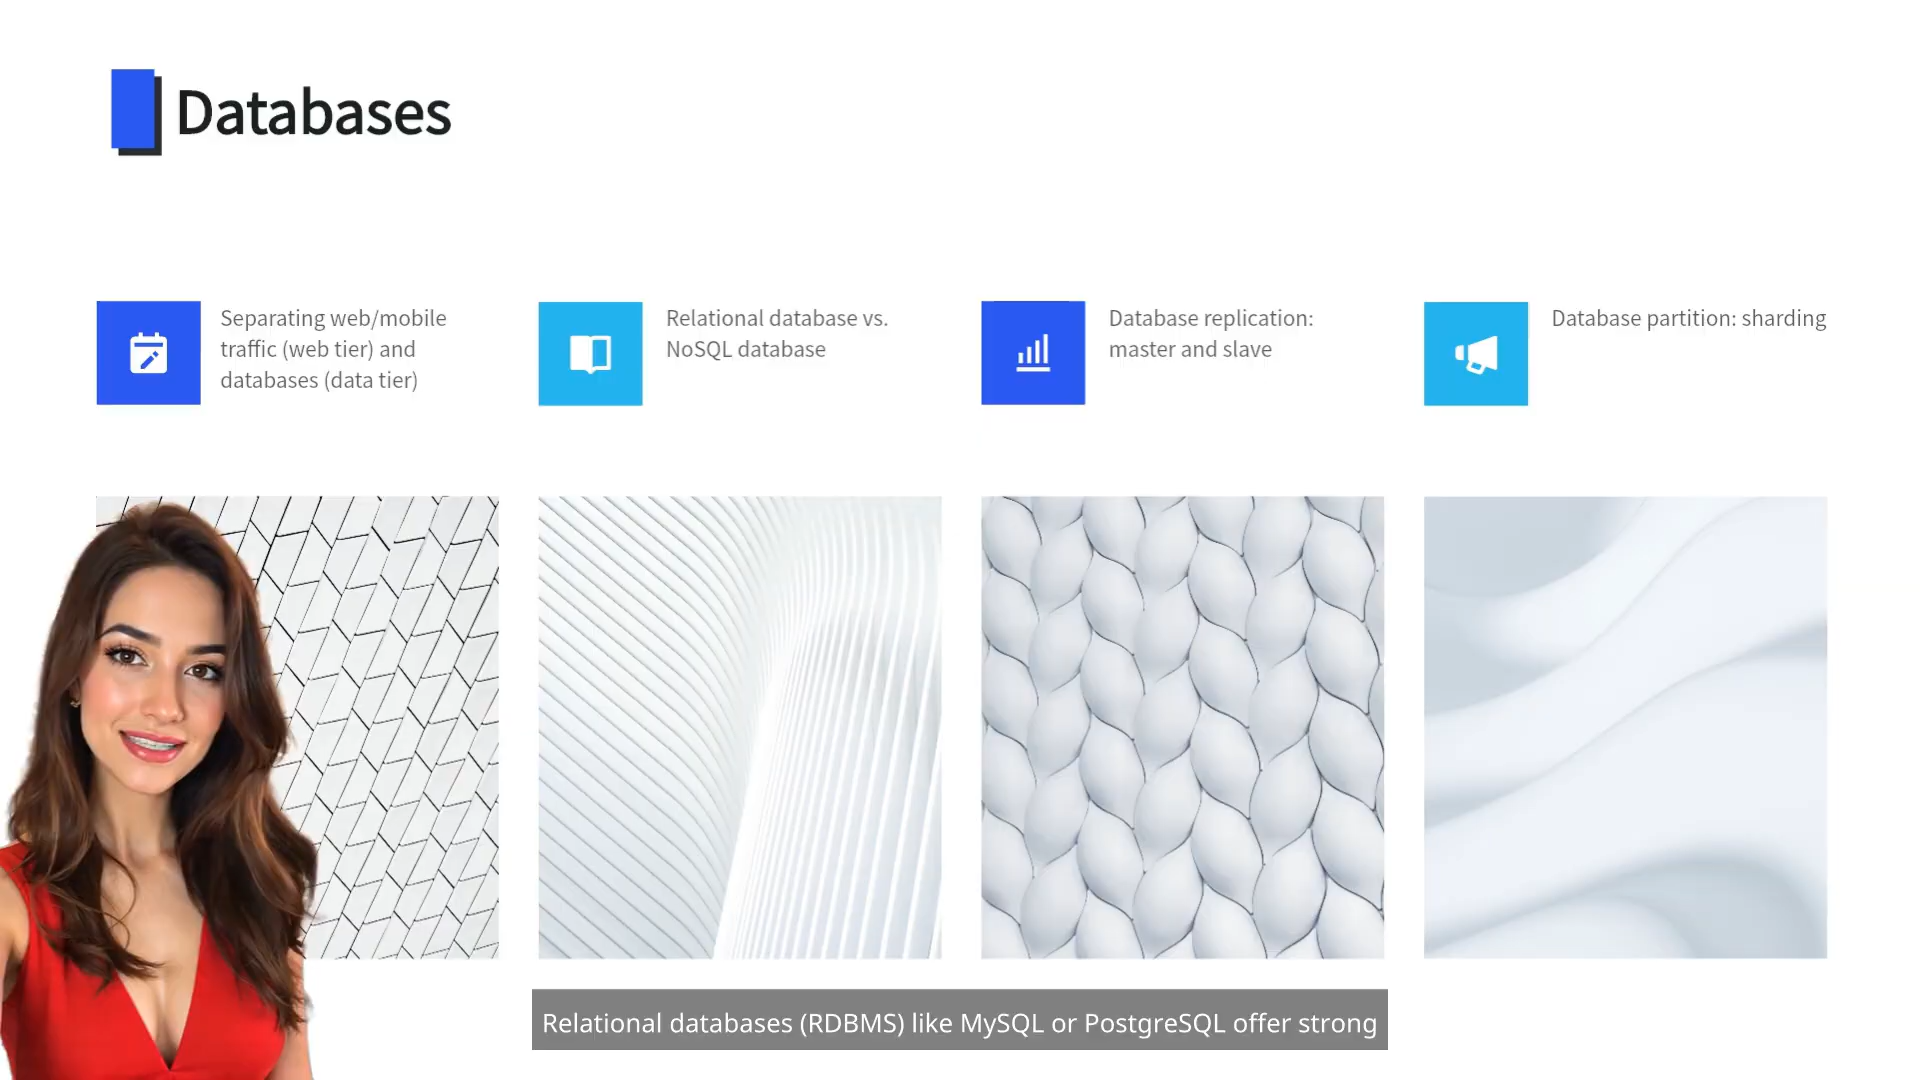 Databases
Separating web/mobile
traffic (web tier) and
databases (data tier)
Relational database vs.
NoSQL database
Database replication:
master and slave
Database partition: sharding
Relational databases (RDBMS) like MySQL or PostgreSQL offer strong